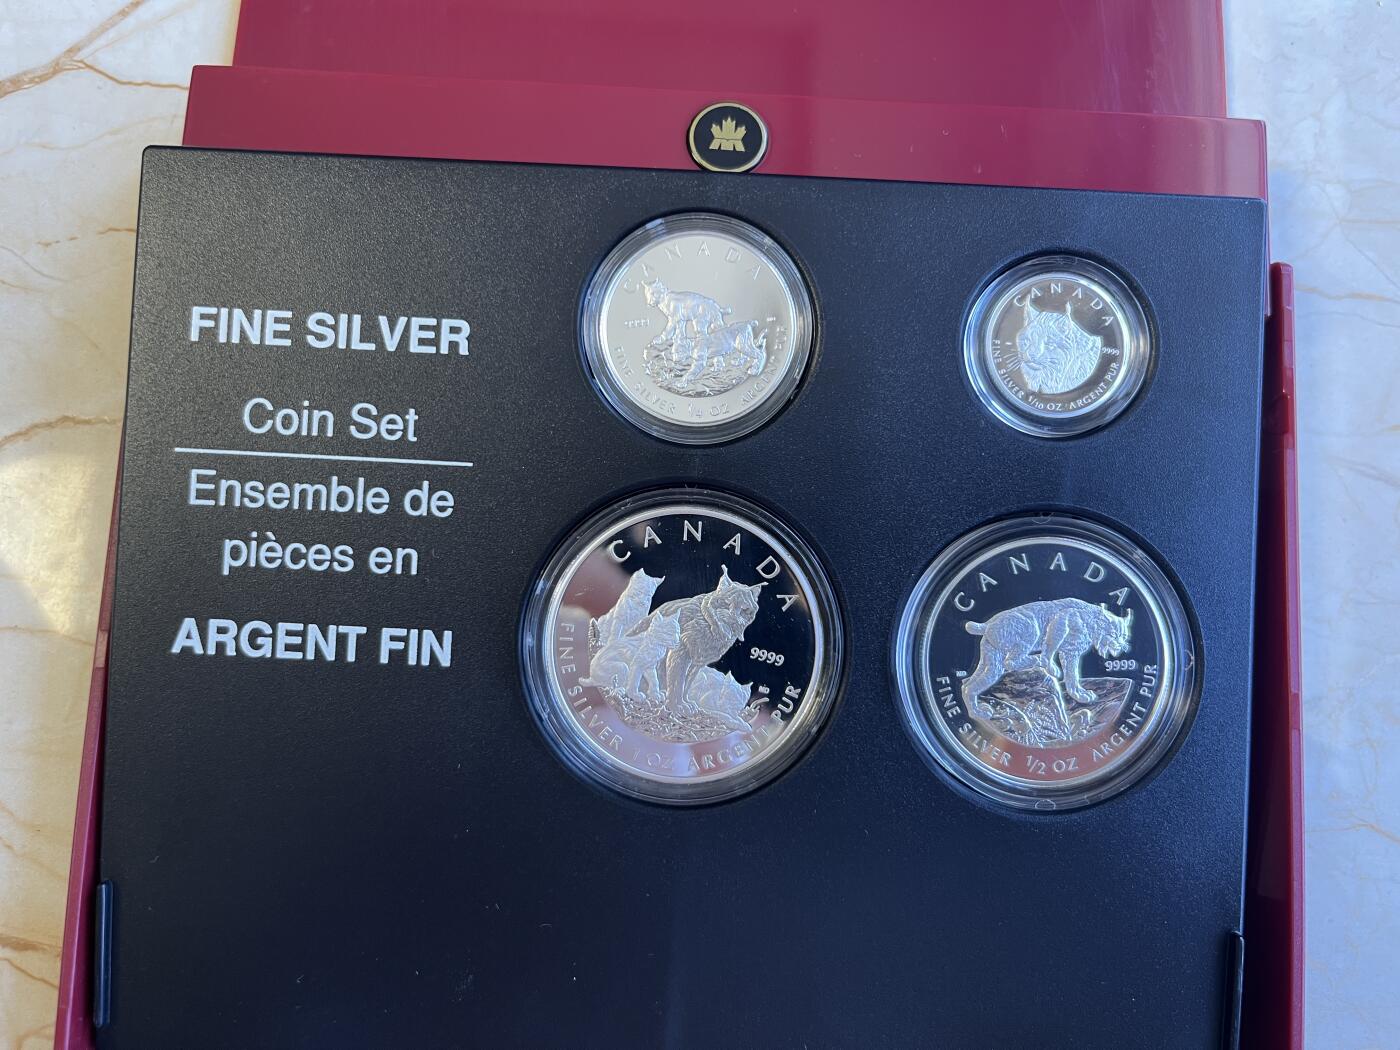 FINE SILVER
Coin Set
Ensemble de
pièces en
ARGENT FIN
CANADA
9999
FINE SILVER 1/4 OZ ARGENT PUR
CANADA
9999
FINE SILVER 1/10 OZ ARGENT PUR
CANADA
9999
FINE SILVER 1 OZ ARGENT PUR
CANADA
9999
FINE SILVER 1/2 OZ ARGENT PUR